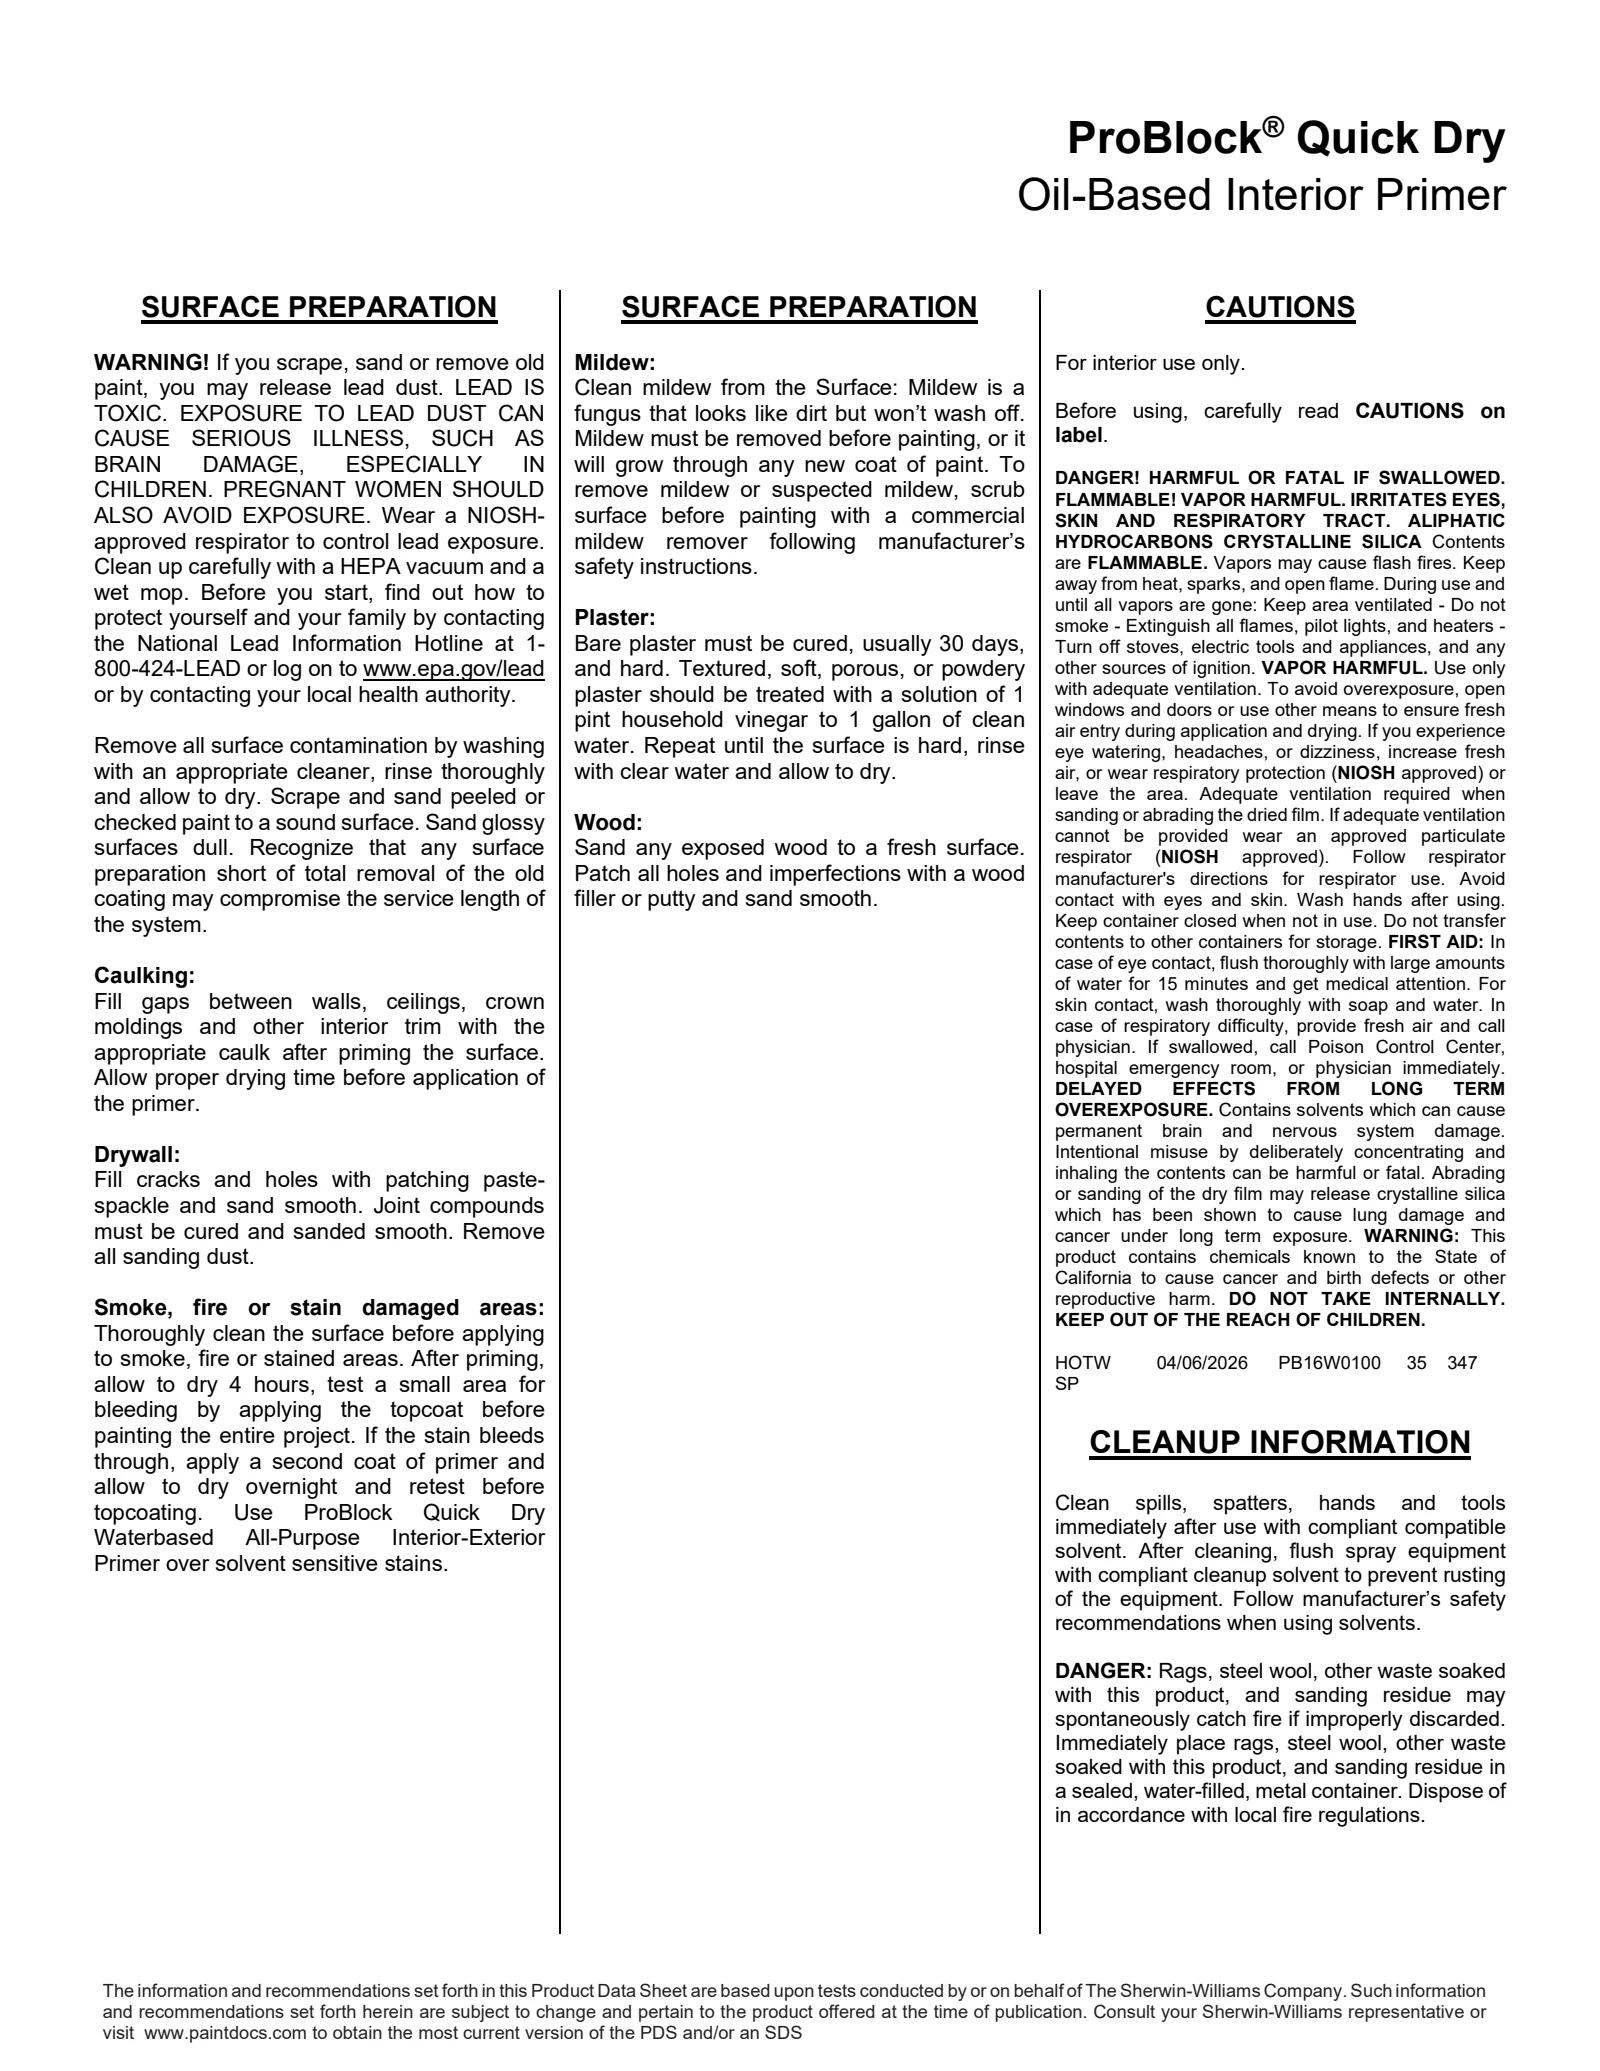 ProBlock® Quick Dry
Oil-Based Interior Primer
SURFACE PREPARATION
WARNING! If you scrape, sand or remove old
paint, you may release lead dust. LEAD IS
TOXIC. EXPOSURE TO LEAD DUST CAN
CAUSE SERIOUS ILLNESS, SUCH AS
BRAIN DAMAGE, ESPECIALLY IN
CHILDREN. PREGNANT WOMEN SHOULD
ALSO AVOID EXPOSURE. Wear a NIOSH-
approved respirator to control lead exposure.
Clean up carefully with a HEPA vacuum and a
wet mop. Before you start, find out how to
protect yourself and your family by contacting
the National Lead Information Hotline at 1-
800-424-LEAD or log on to www.epa.gov/lead
or by contacting your local health authority.
Remove all surface contamination by washing
with an appropriate cleaner, rinse thoroughly
and allow to dry. Scrape and sand peeled or
checked paint to a sound surface. Sand glossy
surfaces dull. Recognize that any surface
preparation short of total removal of the old
coating may compromise the service length of
the system.
Caulking:
Fill gaps between walls, ceilings, crown
moldings and other interior trim with the
appropriate caulk after priming the surface.
Allow proper drying time before application of
the primer.
Drywall:
Fill cracks and holes with patching paste-
spackle and sand smooth. Joint compounds
must be cured and sanded smooth. Remove
all sanding dust.
Smoke, fire or stain damaged areas:
Thoroughly clean the surface before applying
to smoke, fire or stained areas. After priming,
allow to dry 4 hours, test a small area for
bleeding by applying the topcoat before
painting the entire project. If the stain bleeds
through, apply a second coat of primer and
allow to dry overnight and retest before
topcoating. Use ProBlock Quick Dry
Waterbased All-Purpose Interior-Exterior
Primer over solvent sensitive stains.
SURFACE PREPARATION
Mildew:
Clean mildew from the Surface: Mildew is a
fungus that looks like dirt but won’t wash off.
Mildew must be removed before painting, or it
will grow through any new coat of paint. To
remove mildew or suspected mildew, scrub
surface before painting with a commercial
mildew remover following manufacturer’s
safety instructions.
Plaster:
Bare plaster must be cured, usually 30 days,
and hard. Textured, soft, porous, or powdery
plaster should be treated with a solution of 1
pint household vinegar to 1 gallon of clean
water. Repeat until the surface is hard, rinse
with clear water and allow to dry.
Wood:
Sand any exposed wood to a fresh surface.
Patch all holes and imperfections with a wood
filler or putty and sand smooth.
CAUTIONS
For interior use only.
Before using, carefully read CAUTIONS on
label.
DANGER! HARMFUL OR FATAL IF SWALLOWED.
FLAMMABLE! VAPOR HARMFUL. IRRITATES EYES,
SKIN AND RESPIRATORY TRACT. ALIPHATIC
HYDROCARBONS CRYSTALLINE SILICA Contents
are FLAMMABLE. Vapors may cause flash fires. Keep
away from heat, sparks, and open flame. During use and
until all vapors are gone: Keep area ventilated - Do not
smoke - Extinguish all flames, pilot lights, and heaters -
Turn off stoves, electric tools and appliances, and any
other sources of ignition. VAPOR HARMFUL. Use only
with adequate ventilation. To avoid overexposure, open
windows and doors or use other means to ensure fresh
air entry during application and drying. If you experience
eye watering, headaches, or dizziness, increase fresh
air, or wear respiratory protection (NIOSH approved) or
leave the area. Adequate ventilation required when
sanding or abrading the dried film. If adequate ventilation
cannot be provided wear an approved particulate
respirator (NIOSH approved). Follow respirator
manufacturer's directions for respirator use. Avoid
contact with eyes and skin. Wash hands after using.
Keep container closed when not in use. Do not transfer
contents to other containers for storage. FIRST AID: In
case of eye contact, flush thoroughly with large amounts
of water for 15 minutes and get medical attention. For
skin contact, wash thoroughly with soap and water. In
case of respiratory difficulty, provide fresh air and call
physician. If swallowed, call Poison Control Center,
hospital emergency room, or physician immediately.
DELAYED EFFECTS FROM LONG TERM
OVEREXPOSURE. Contains solvents which can cause
permanent brain and nervous system damage.
Intentional misuse by deliberately concentrating and
inhaling the contents can be harmful or fatal. Abrading
or sanding of the dry film may release crystalline silica
which has been shown to cause lung damage and
cancer under long term exposure. WARNING: This
product contains chemicals known to the State of
California to cause cancer and birth defects or other
reproductive harm. DO NOT TAKE INTERNALLY.
KEEP OUT OF THE REACH OF CHILDREN.
HOTW 04/06/2026 PB16W0100 35 347
SP
CLEANUP INFORMATION
Clean spills, spatters, hands and tools
immediately after use with compliant compatible
solvent. After cleaning, flush spray equipment
with compliant cleanup solvent to prevent rusting
of the equipment. Follow manufacturer’s safety
recommendations when using solvents.
DANGER: Rags, steel wool, other waste soaked
with this product, and sanding residue may
spontaneously catch fire if improperly discarded.
Immediately place rags, steel wool, other waste
soaked with this product, and sanding residue in
a sealed, water-filled, metal container. Dispose of
in accordance with local fire regulations.
The information and recommendations set forth in this Product Data Sheet are based upon tests conducted by or on behalf of The Sherwin-Williams Company. Such information
and recommendations set forth herein are subject to change and pertain to the product offered at the time of publication. Consult your Sherwin-Williams representative or
visit www.paintdocs.com to obtain the most current version of the PDS and/or an SDS